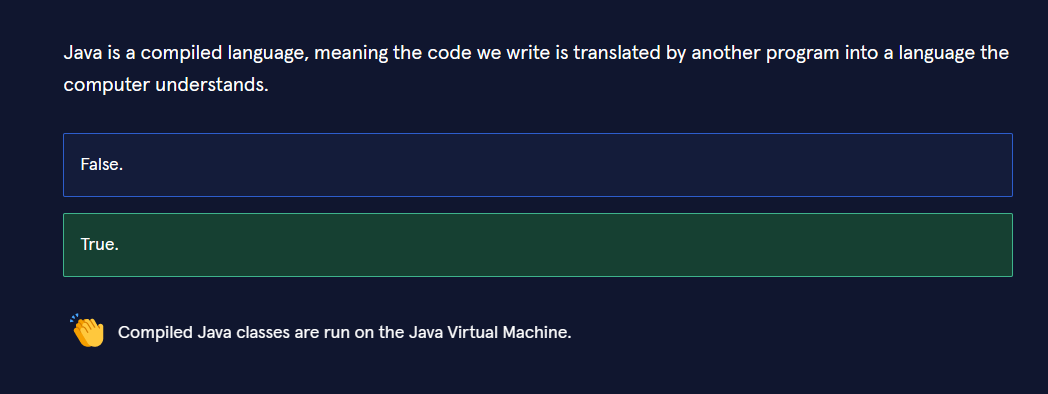 Java is a compiled language, meaning the code we write is translated by another program into a language the
computer understands.
False.
True.
Compiled Java classes are run on the Java Virtual Machine.